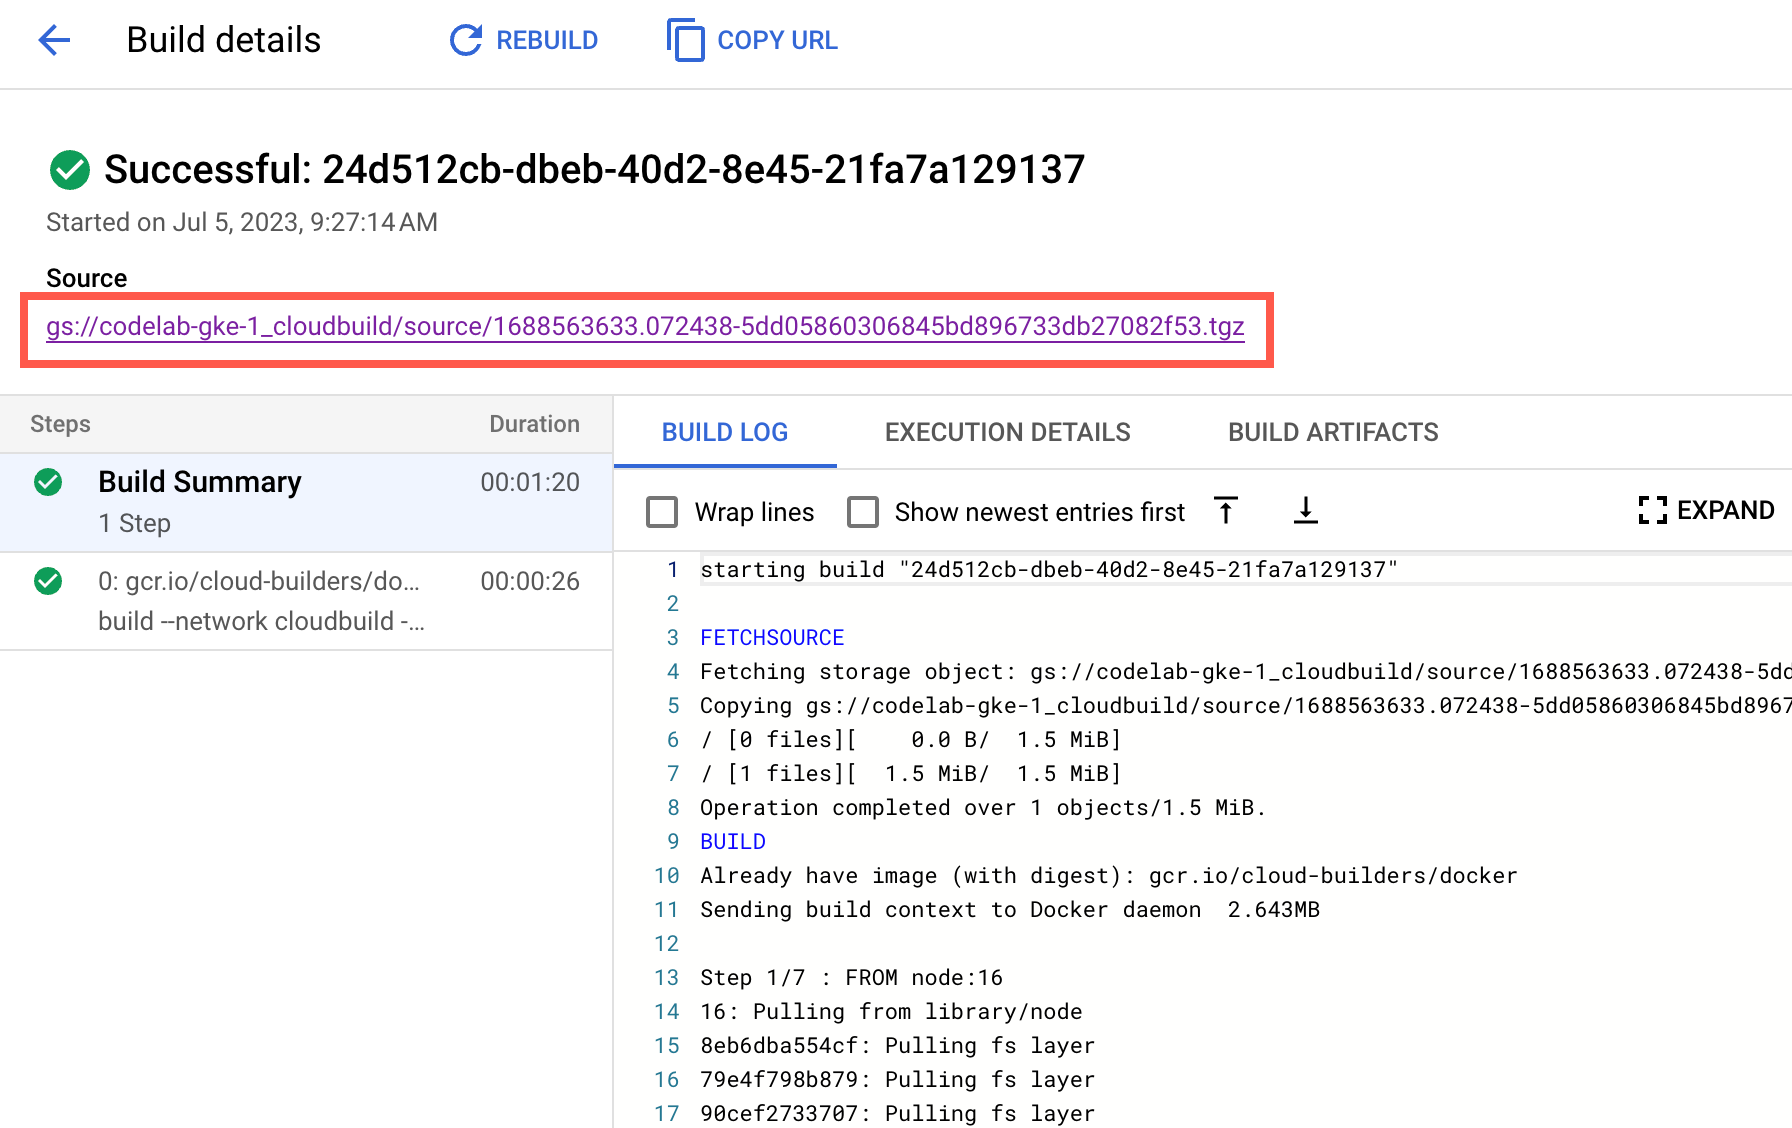 Build details
REBUILD
COPY URL
Successful: 24d512cb-dbeb-40d2-8e45-21fa7a129137
Started on Jul 5, 2023, 9:27:14 AM
Source
gs://codelab-gke-1_cloudbuild/source/1688563633.072438-5dd05860306845bd896733db27082f53.tgz
Steps Duration
Build Summary 00:01:20
1 Step
0: gcr.io/cloud-builders/do... 00:00:26
build --network cloudbuild -...
BUILD LOG
EXECUTION DETAILS
BUILD ARTIFACTS
Wrap lines
Show newest entries first
EXPAND
1 starting build "24d512cb-dbeb-40d2-8e45-21fa7a129137"
2
3 FETCHSOURCE
4 Fetching storage object: gs://codelab-gke-1_cloudbuild/source/1688563633.072438-5dd
5 Copying gs://codelab-gke-1_cloudbuild/source/1688563633.072438-5dd05860306845bd8967
6 / [0 files][    0.0 B/  1.5 MiB]
7 / [1 files][  1.5 MiB/  1.5 MiB]
8 Operation completed over 1 objects/1.5 MiB.
9 BUILD
10 Already have image (with digest): gcr.io/cloud-builders/docker
11 Sending build context to Docker daemon  2.643MB
12
13 Step 1/7 : FROM node:16
14 16: Pulling from library/node
15 8eb6dba554cf: Pulling fs layer
16 79e4f798b879: Pulling fs layer
17 90cef2733707: Pulling fs layer